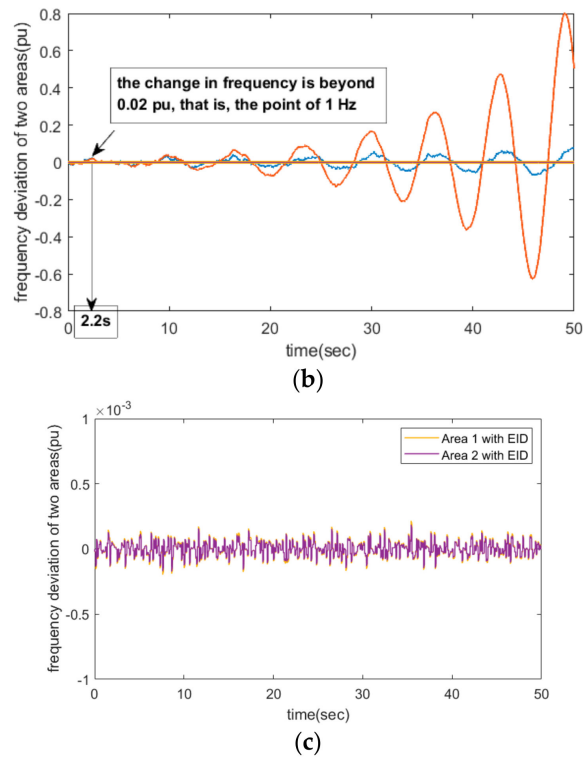 frequency deviation of two areas(pu)
0.8
0.6
0.4
0.2
0
-0.2
-0.4
-0.6
-0.8
the change in frequency is beyond
0.02 pu, that is, the point of 1 Hz
0 10 20 30 40 50
2.2s
time(sec)
(b)
frequency deviation of two areas(pu)
×10⁻³
1
0.5
0
-0.5
-1
Area 1 with EID
Area 2 with EID
0 10 20 30 40 50
time(sec)
(c)